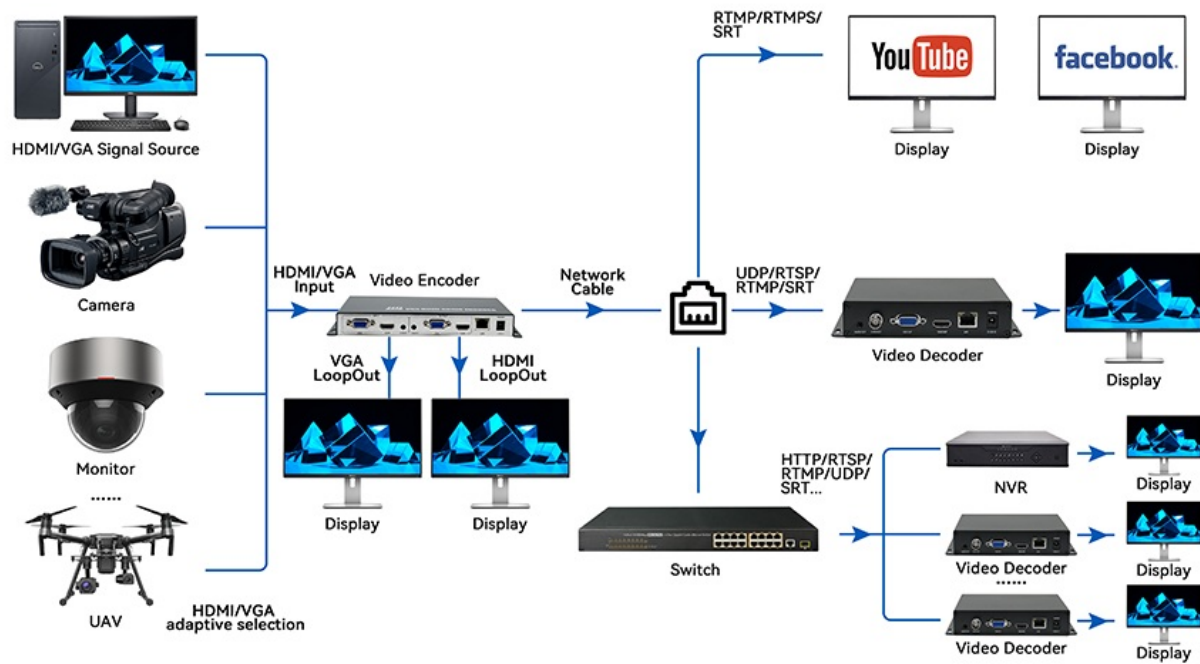 RTMP/RTMPS/
SRT
YouTube
facebook.
Display
Display
HDMI/VGA Signal Source
Camera
HDMI/VGA
Input
Video Encoder
Network
Cable
UDP/RTSP/
RTMP/SRT
Video Decoder
Display
VGA
LoopOut
HDMI
LoopOut
Monitor
......
Display
Display
HTTP/RTSP/
RTMP/UDP/
SRT...
NVR
Display
Switch
Video Decoder
Display
......
UAV
HDMI/VGA
adaptive selection
Video Decoder
Display